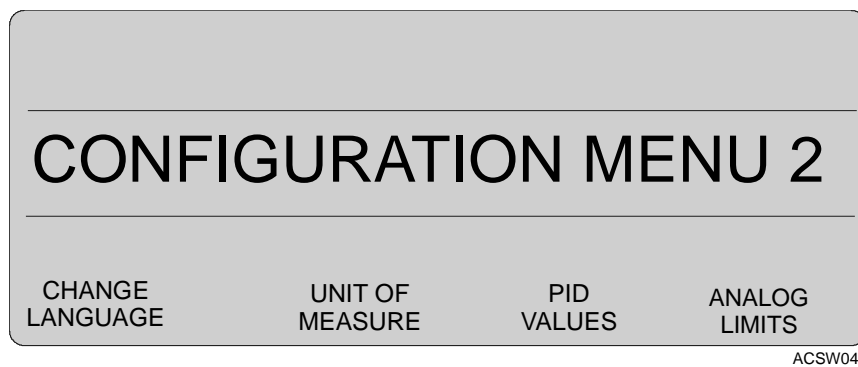 CONFIGURATION MENU 2
CHANGE
LANGUAGE
UNIT OF
MEASURE
PID
VALUES
ANALOG
LIMITS
ACSW04